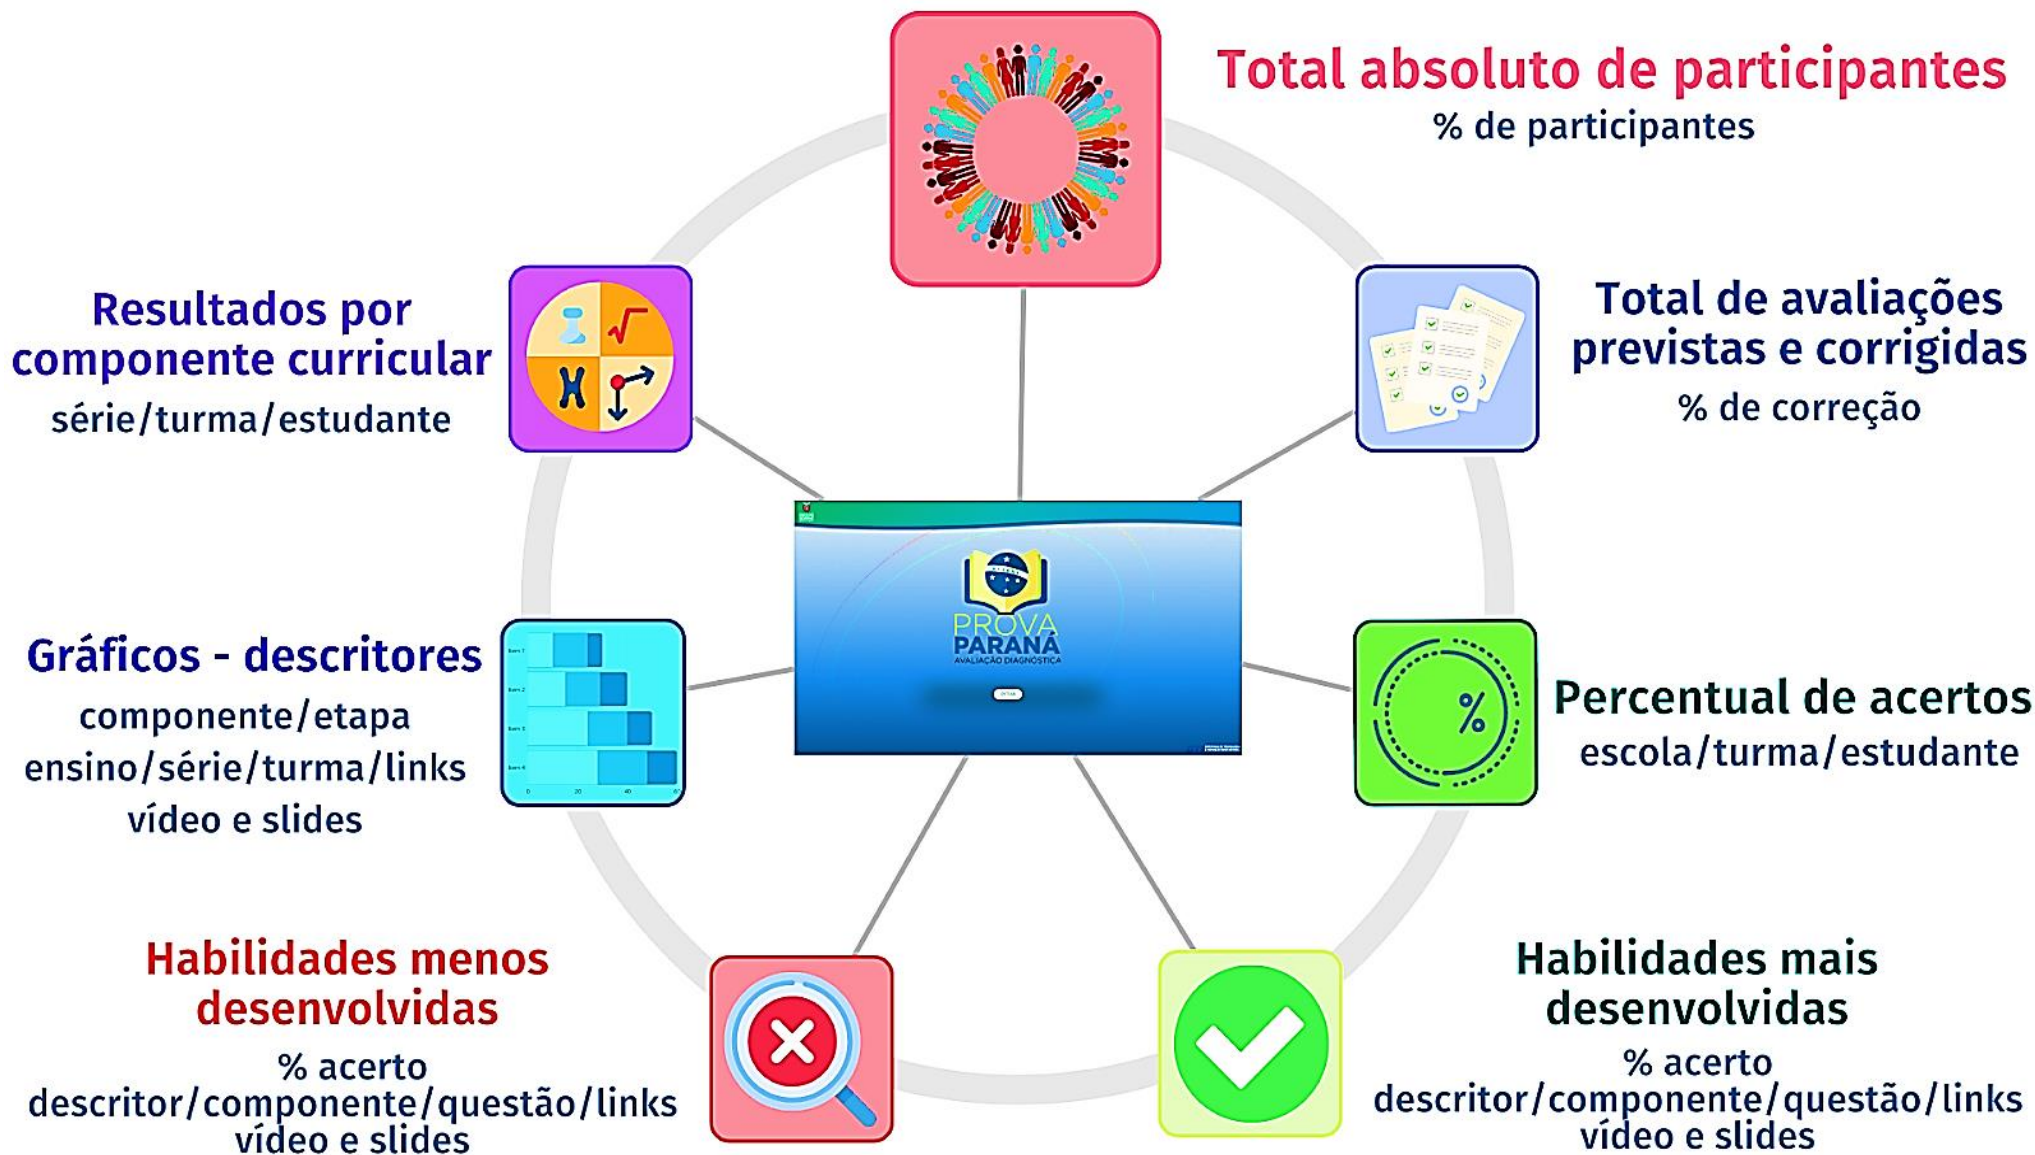 Total absoluto de participantes
% de participantes
Total de avaliações
previstas e corrigidas
% de correção
Percentual de acertos
escola/turma/estudante
Habilidades mais
desenvolvidas
% acerto
descritor/componente/questão/links
vídeo e slides
Habilidades menos
desenvolvidas
% acerto
descritor/componente/questão/links
vídeo e slides
Gráficos - descritores
componente/etapa
ensino/série/turma/links
vídeo e slides
Resultados por
componente curricular
série/turma/estudante
PROVA
PARANÁ
AVALIAÇÃO DIAGNÓSTICA
%
0 20 40